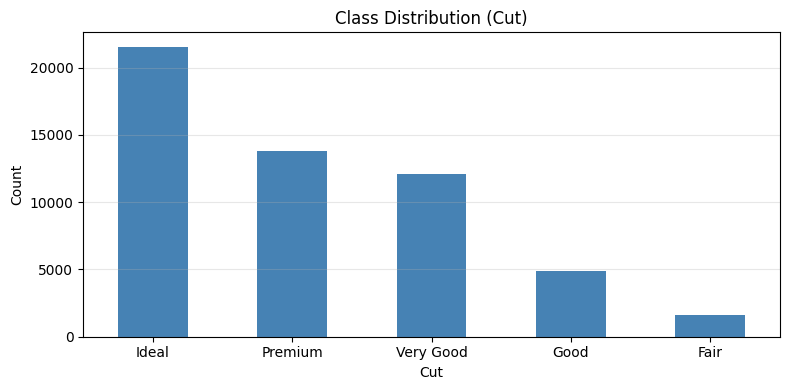 Class Distribution (Cut)
Count
20000
15000
10000
5000
0
Ideal Premium Very Good Good Fair
Cut